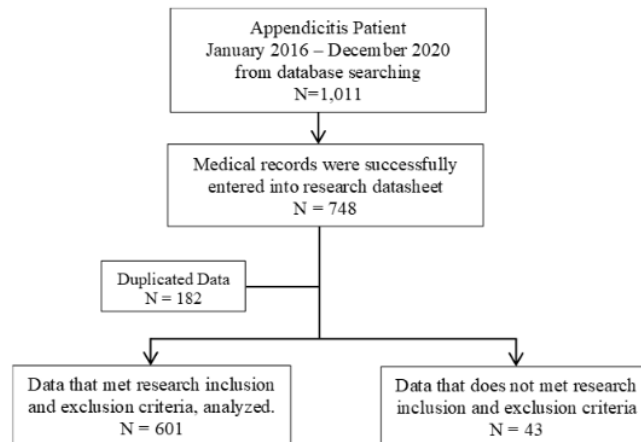 Appendicitis Patient
January 2016 – December 2020
from database searching
N=1,011
Medical records were successfully
entered into research datasheet
N = 748
Duplicated Data
N = 182
Data that met research inclusion
and exclusion criteria, analyzed.
N = 601
Data that does not met research
inclusion and exclusion criteria
N = 43